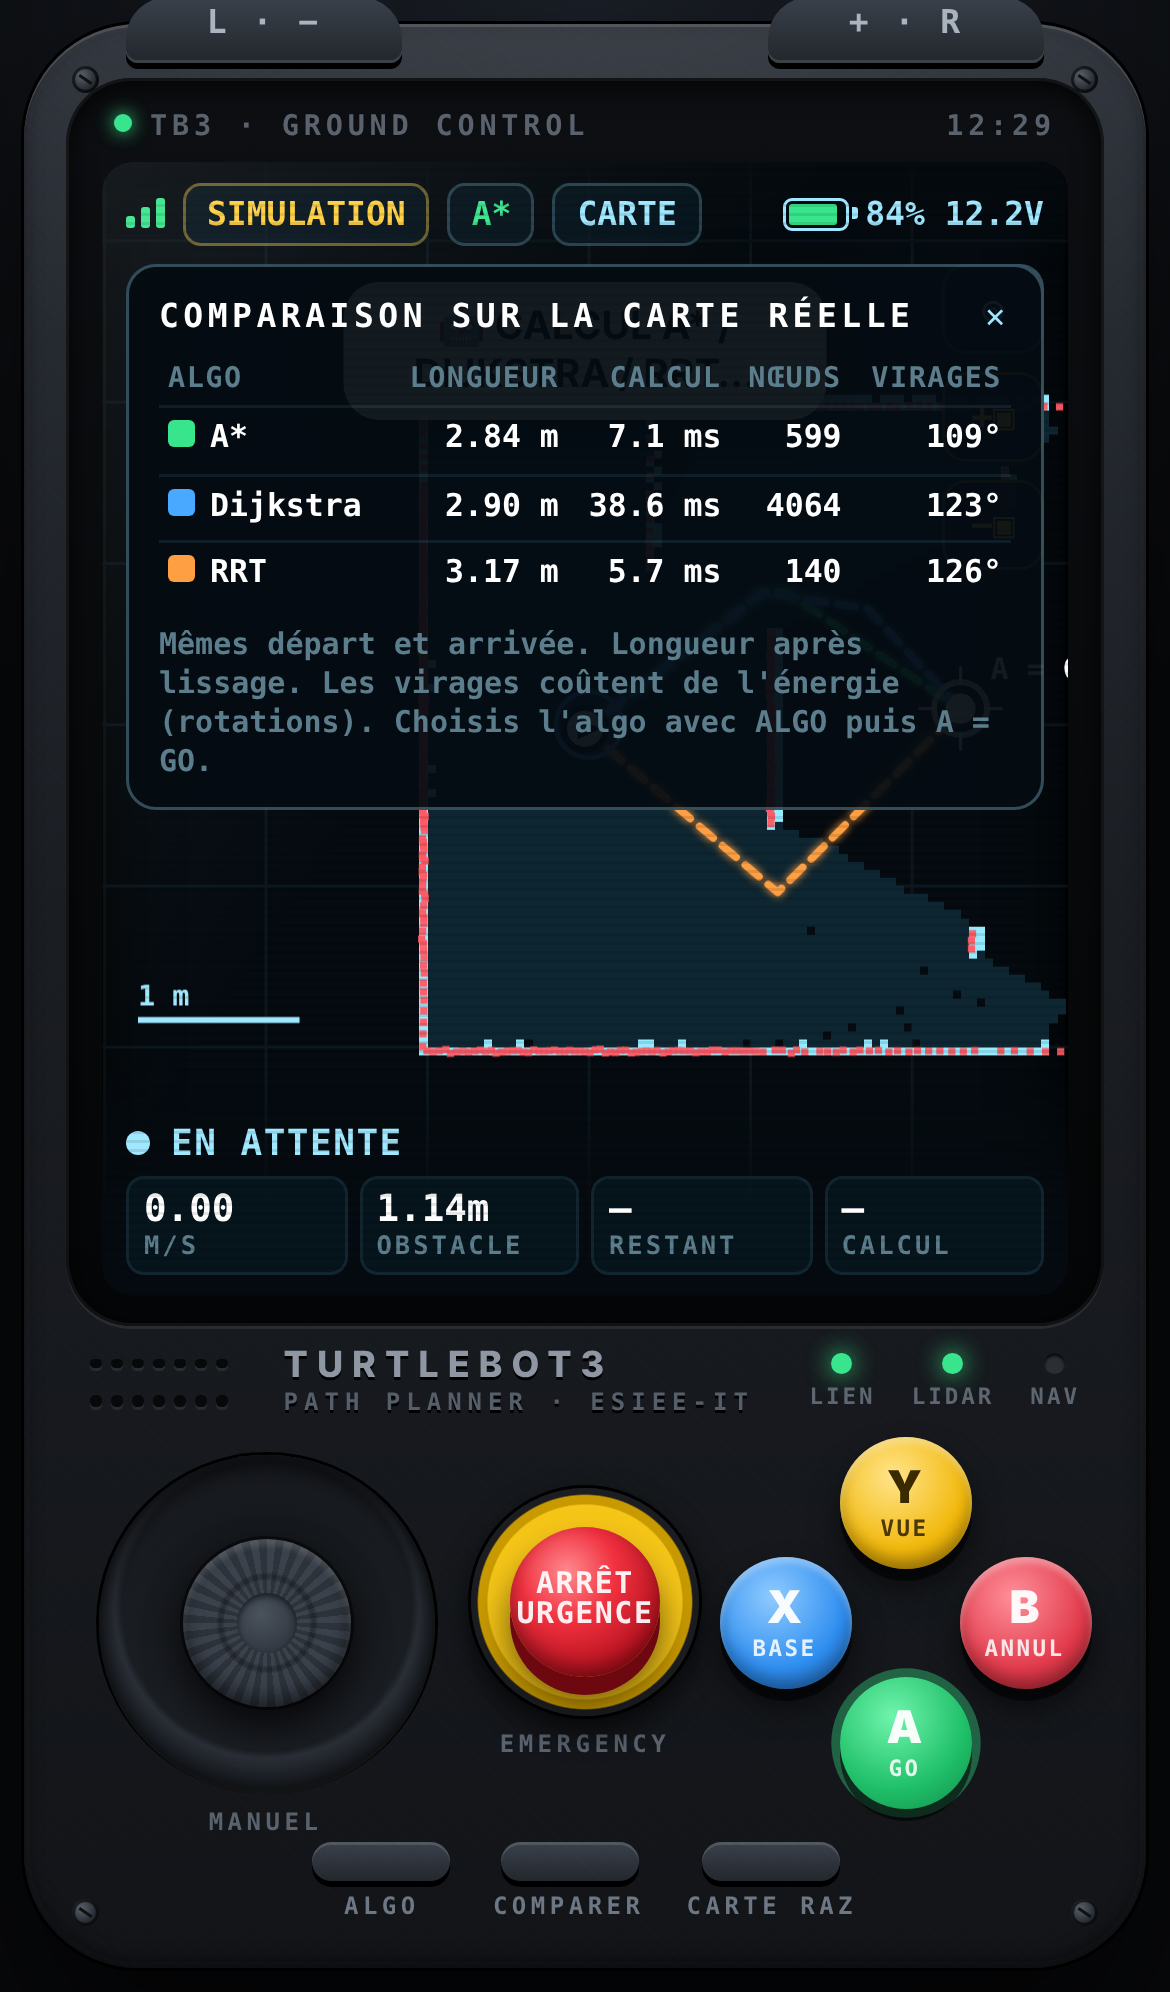 L · −
+ · R
TB3 · GROUND CONTROL
12:29
SIMULATION
A*
CARTE
84% 12.2V
COMPARAISON SUR LA CARTE RÉELLE ×
ALGO LONGUEUR CALCUL NŒUDS VIRAGES
A* 2.84 m 7.1 ms 599 109°
Dijkstra 2.90 m 38.6 ms 4064 123°
RRT 3.17 m 5.7 ms 140 126°
Mêmes départ et arrivée. Longueur après
lissage. Les virages coûtent de l'énergie
(rotations). Choisis l'algo avec ALGO puis A =
GO.
CALCUL A* /
DIJKSTRA / RRT...
A =
1 m
EN ATTENTE
0.00
M/S
1.14m
OBSTACLE
—
RESTANT
—
CALCUL
TURTLEBOT3
PATH PLANNER · ESIEE-IT
LIEN
LIDAR
NAV
Y
VUE
X
BASE
B
ANNUL
A
GO
ARRÊT
URGENCE
EMERGENCY
MANUEL
ALGO
COMPARER
CARTE RAZ